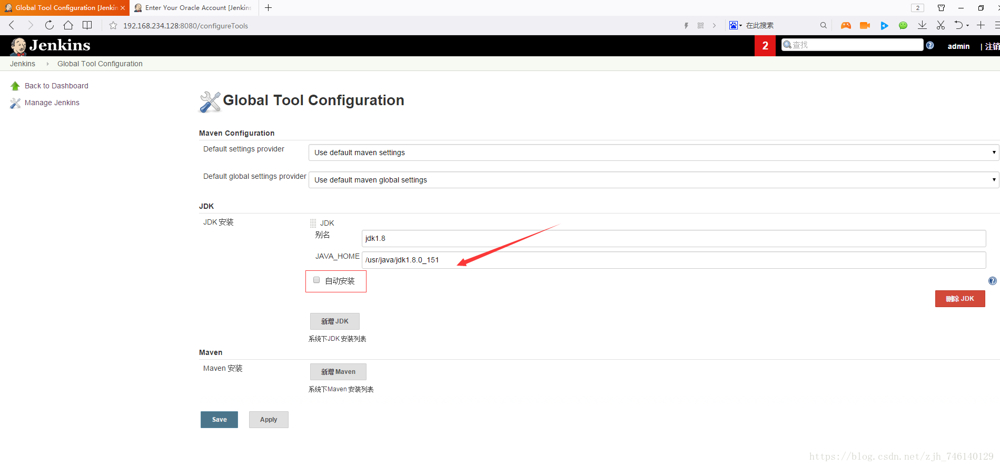 Global Tool Configuration [Jenkin
Enter Your Oracle Account [Jenkins
2
192.168.234.128:8080/configureTools
在此搜索
Jenkins
2
查找
admin
| 注销
Jenkins
Global Tool Configuration
Back to Dashboard
Manage Jenkins
Global Tool Configuration
Maven Configuration
Default settings provider
Use default maven settings
Default global settings provider
Use default maven global settings
JDK
JDK 安装
JDK
别名
jdk1.8
JAVA_HOME
/usr/java/jdk1.8.0_151
自动安装
删除 JDK
新增 JDK
系统下JDK 安装列表
Maven
Maven 安装
新增 Maven
系统下Maven 安装列表
Save
Apply
https://blog.csdn.net/zjh_746140129